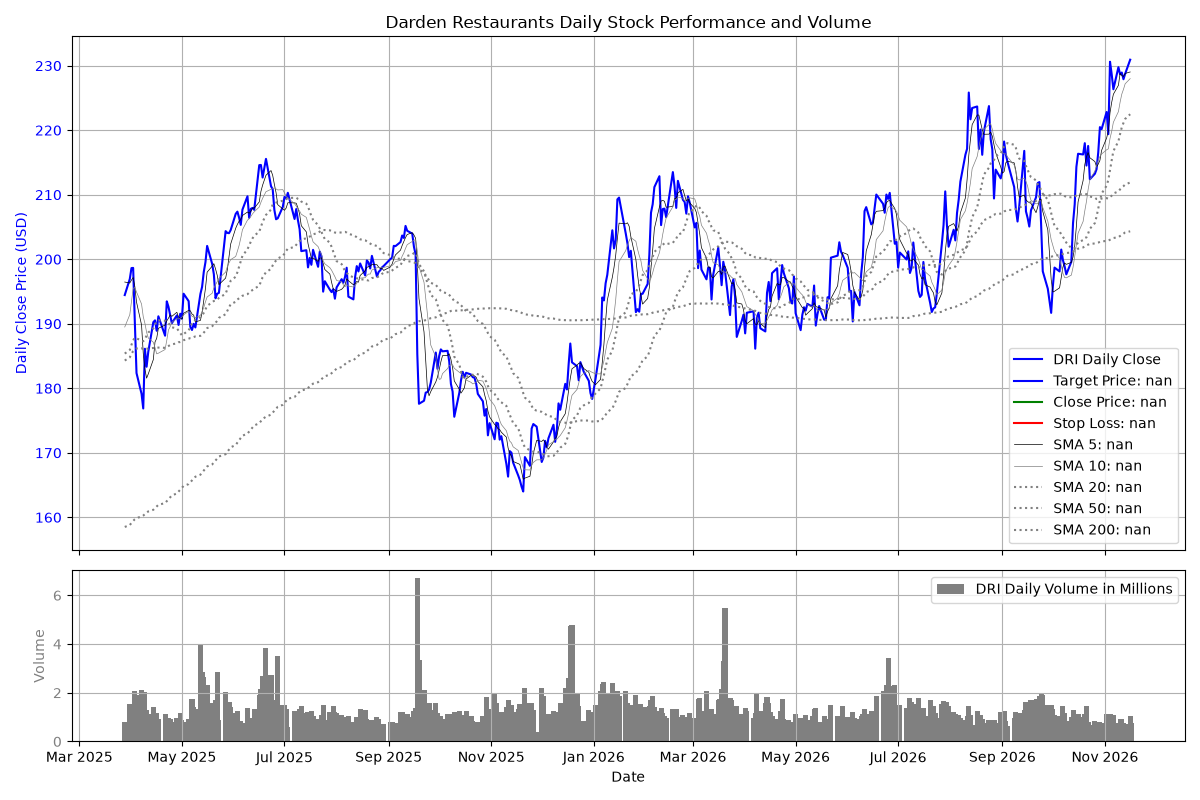 Darden Restaurants Daily Stock Performance and Volume
Daily Close Price (USD)
230
220
210
200
190
180
170
160
DRI Daily Close
Target Price: nan
Close Price: nan
Stop Loss: nan
SMA 5: nan
SMA 10: nan
SMA 20: nan
SMA 50: nan
SMA 200: nan
Volume
6
4
2
0
DRI Daily Volume in Millions
Mar 2025 May 2025 Jul 2025 Sep 2025 Nov 2025 Jan 2026 Mar 2026 May 2026 Jul 2026 Sep 2026 Nov 2026
Date